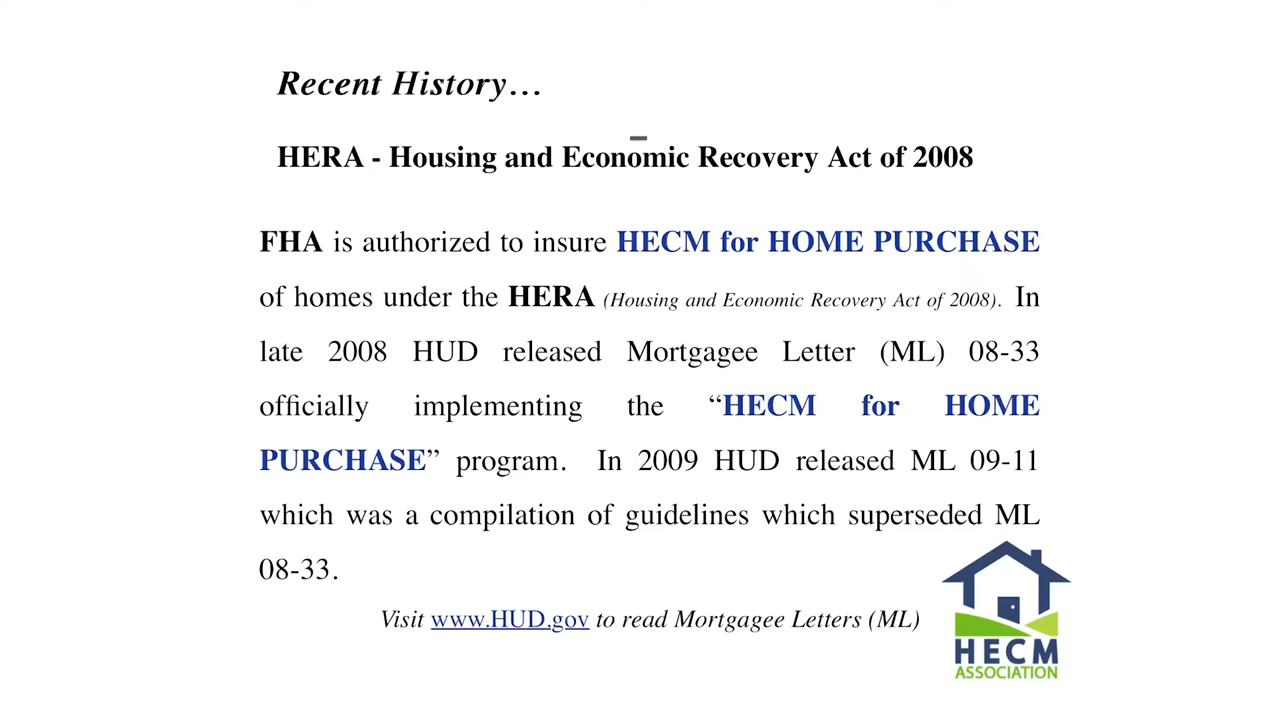 Recent History…
HERA - Housing and Economic Recovery Act of 2008
FHA is authorized to insure HECM for HOME PURCHASE
of homes under the HERA (Housing and Economic Recovery Act of 2008). In
late 2008 HUD released Mortgagee Letter (ML) 08-33
officially implementing the “HECM for HOME
PURCHASE” program. In 2009 HUD released ML 09-11
which was a compilation of guidelines which superseded ML
08-33.
Visit www.HUD.gov to read Mortgagee Letters (ML)
HECM
ASSOCIATION